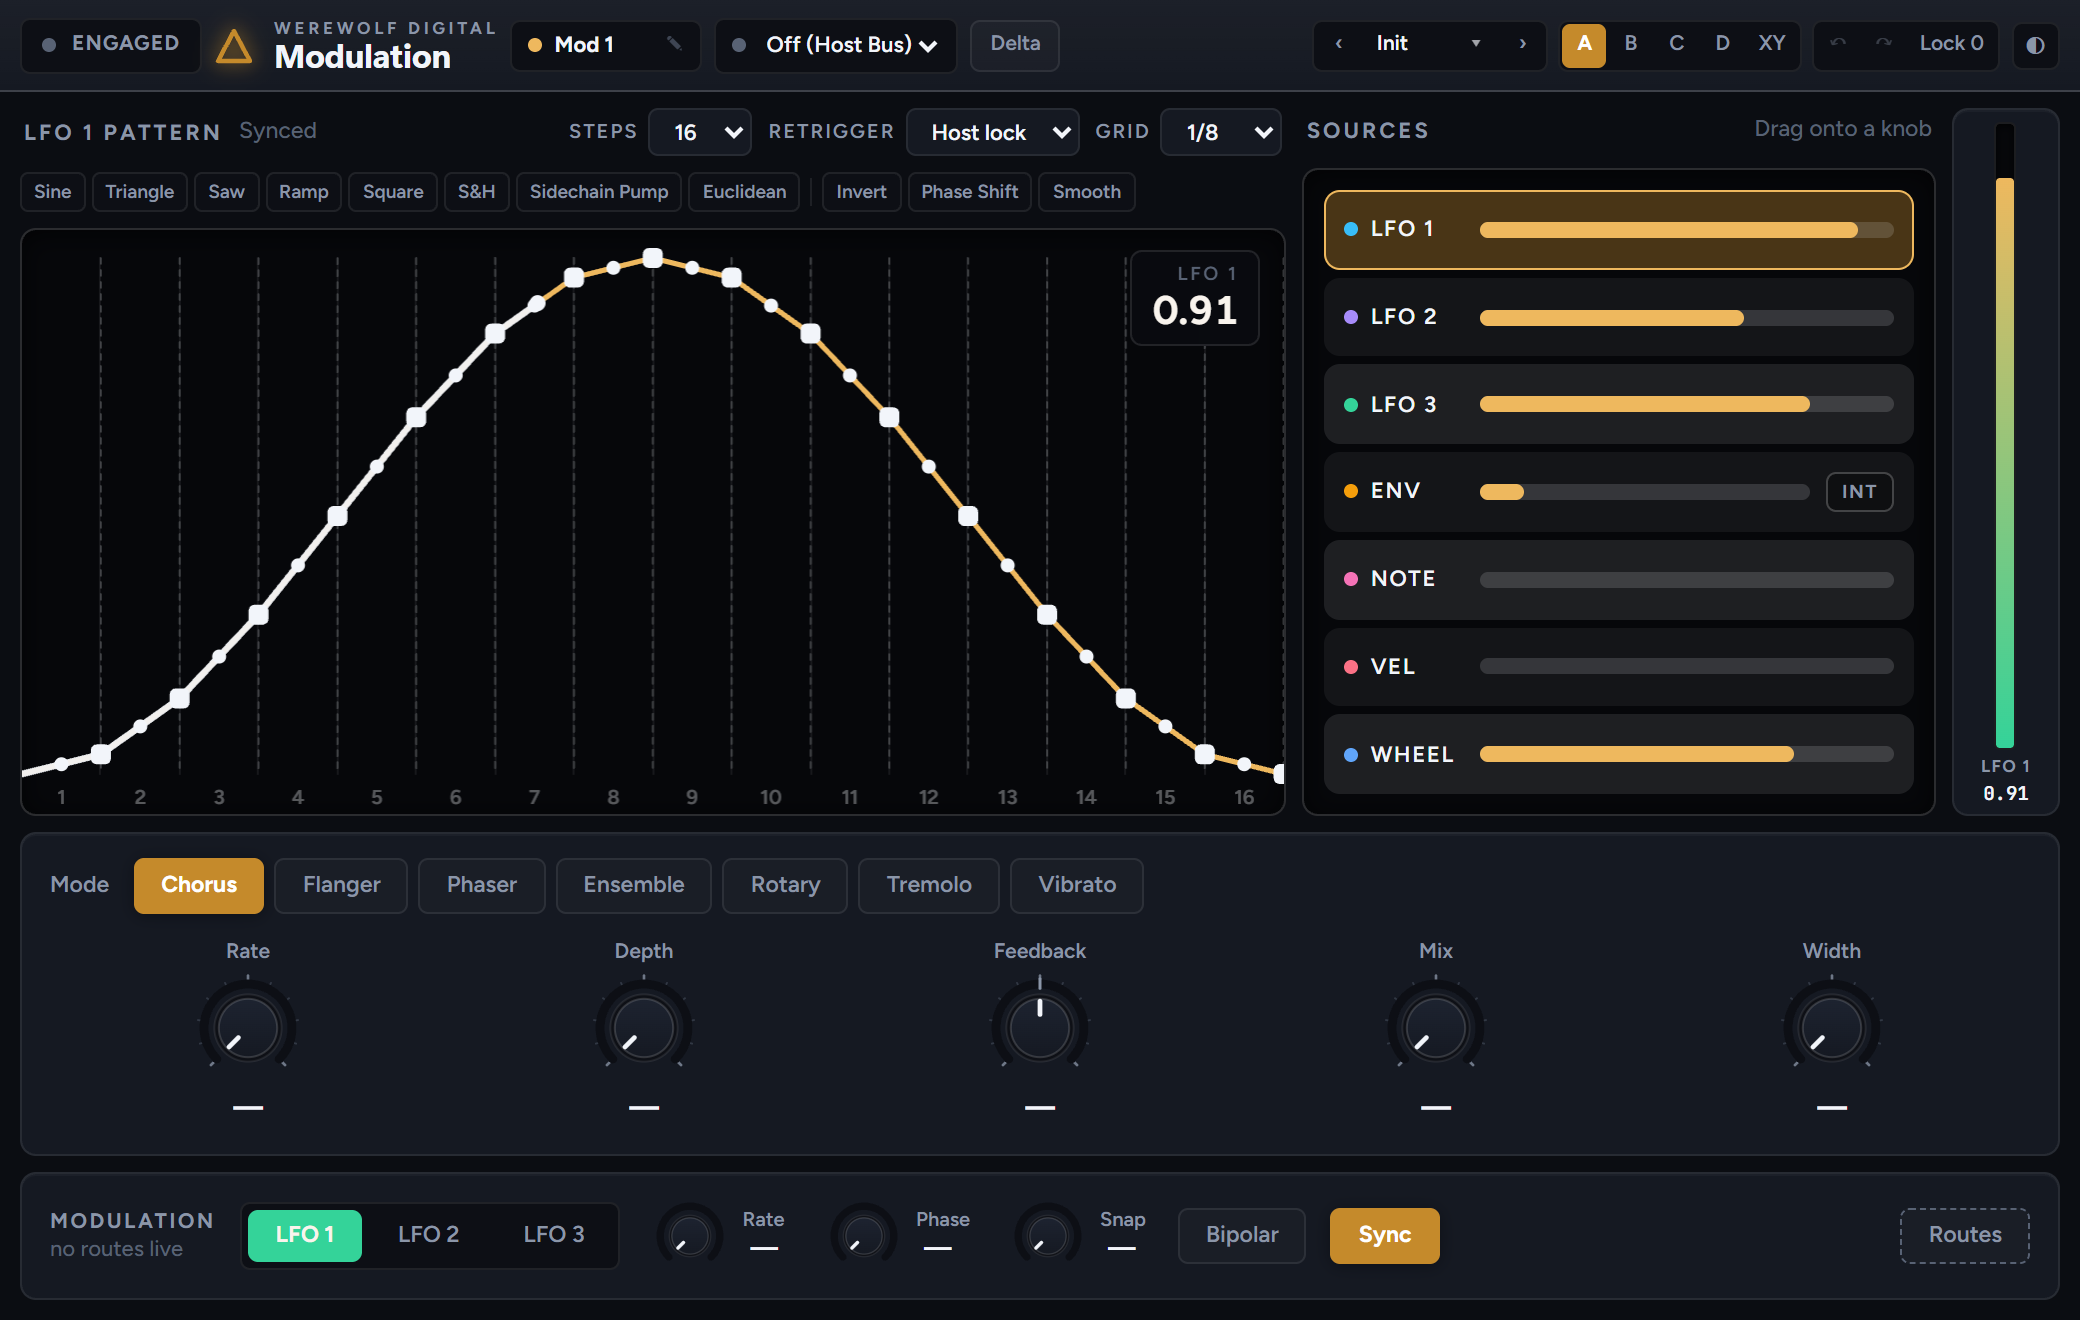 ENGAGED
WEREWOLF DIGITAL
Modulation
Mod 1
Off (Host Bus)
Delta
Init
A B C D XY
Lock 0
LFO 1 PATTERN Synced
STEPS 16
RETRIGGER Host lock
GRID 1/8
SOURCES
Drag onto a knob
Sine Triangle Saw Ramp Square S&H Sidechain Pump Euclidean Invert Phase Shift Smooth
LFO 1
0.91
1 2 3 4 5 6 7 8 9 10 11 12 13 14 15 16
LFO 1
LFO 2
LFO 3
ENV INT
NOTE
VEL
WHEEL
LFO 1
0.91
Mode Chorus Flanger Phaser Ensemble Rotary Tremolo Vibrato
Rate Depth Feedback Mix Width
— — — — —
MODULATION
no routes live
LFO 1 LFO 2 LFO 3
Rate —
Phase —
Snap —
Bipolar
Sync
Routes